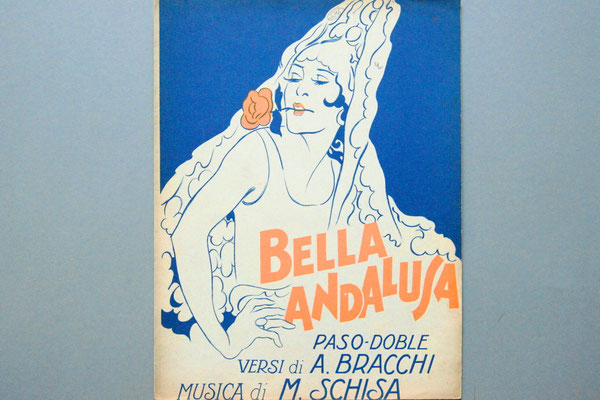 BELLA
ANDALUSA
PASO-DOBLE
VERSI di A. BRACCHI
MUSICA di M. SCHISA